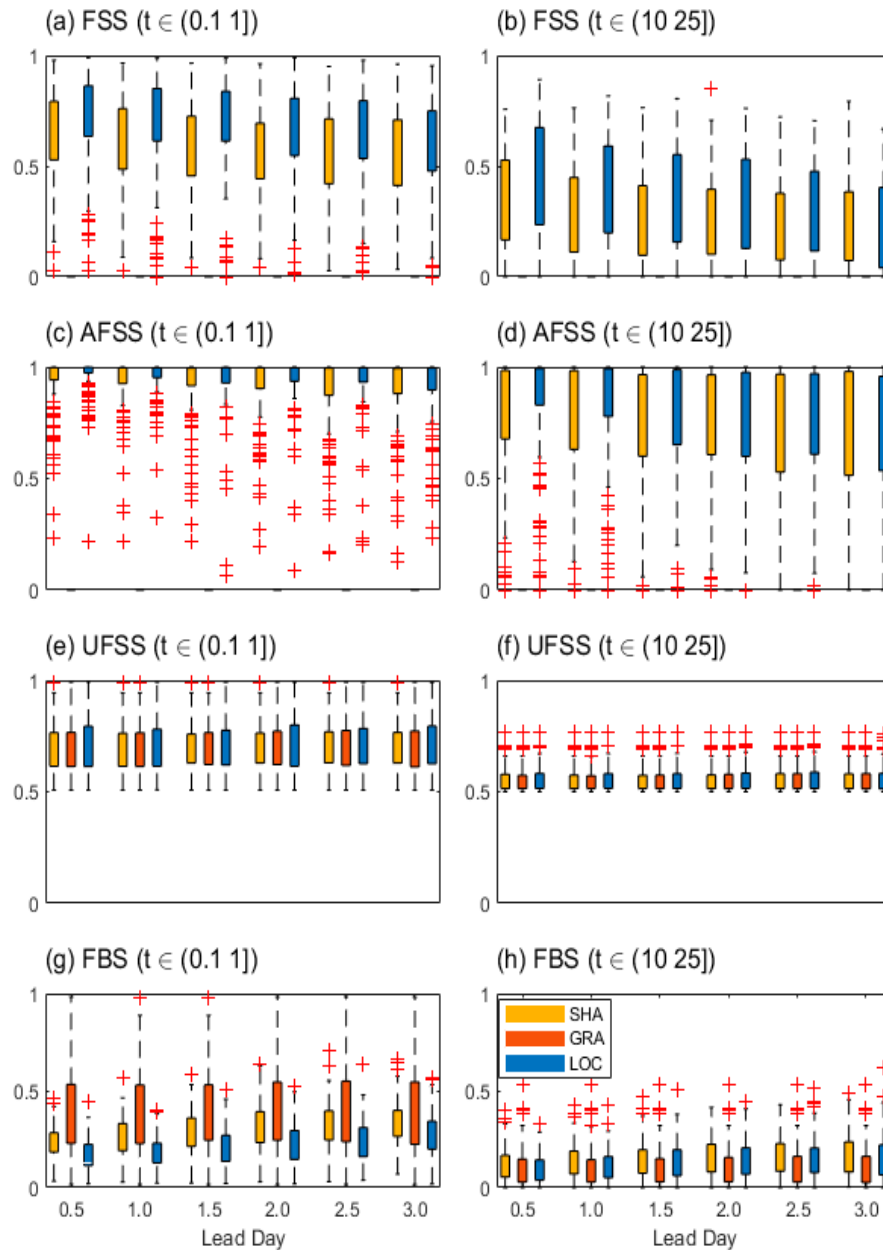 (a) FSS (t ∈ (0.1 1])
1
0.5
0
(b) FSS (t ∈ (10 25])
1
0.5
0
(c) AFSS (t ∈ (0.1 1])
1
0.5
0
(d) AFSS (t ∈ (10 25])
1
0.5
0
(e) UFSS (t ∈ (0.1 1])
1
0.5
0
(f) UFSS (t ∈ (10 25])
1
0.5
0
(g) FBS (t ∈ (0.1 1])
1
0.5
0
0.5 1.0 1.5 2.0 2.5 3.0
Lead Day
(h) FBS (t ∈ (10 25])
1
0.5
0
SHA
GRA
LOC
0.5 1.0 1.5 2.0 2.5 3.0
Lead Day